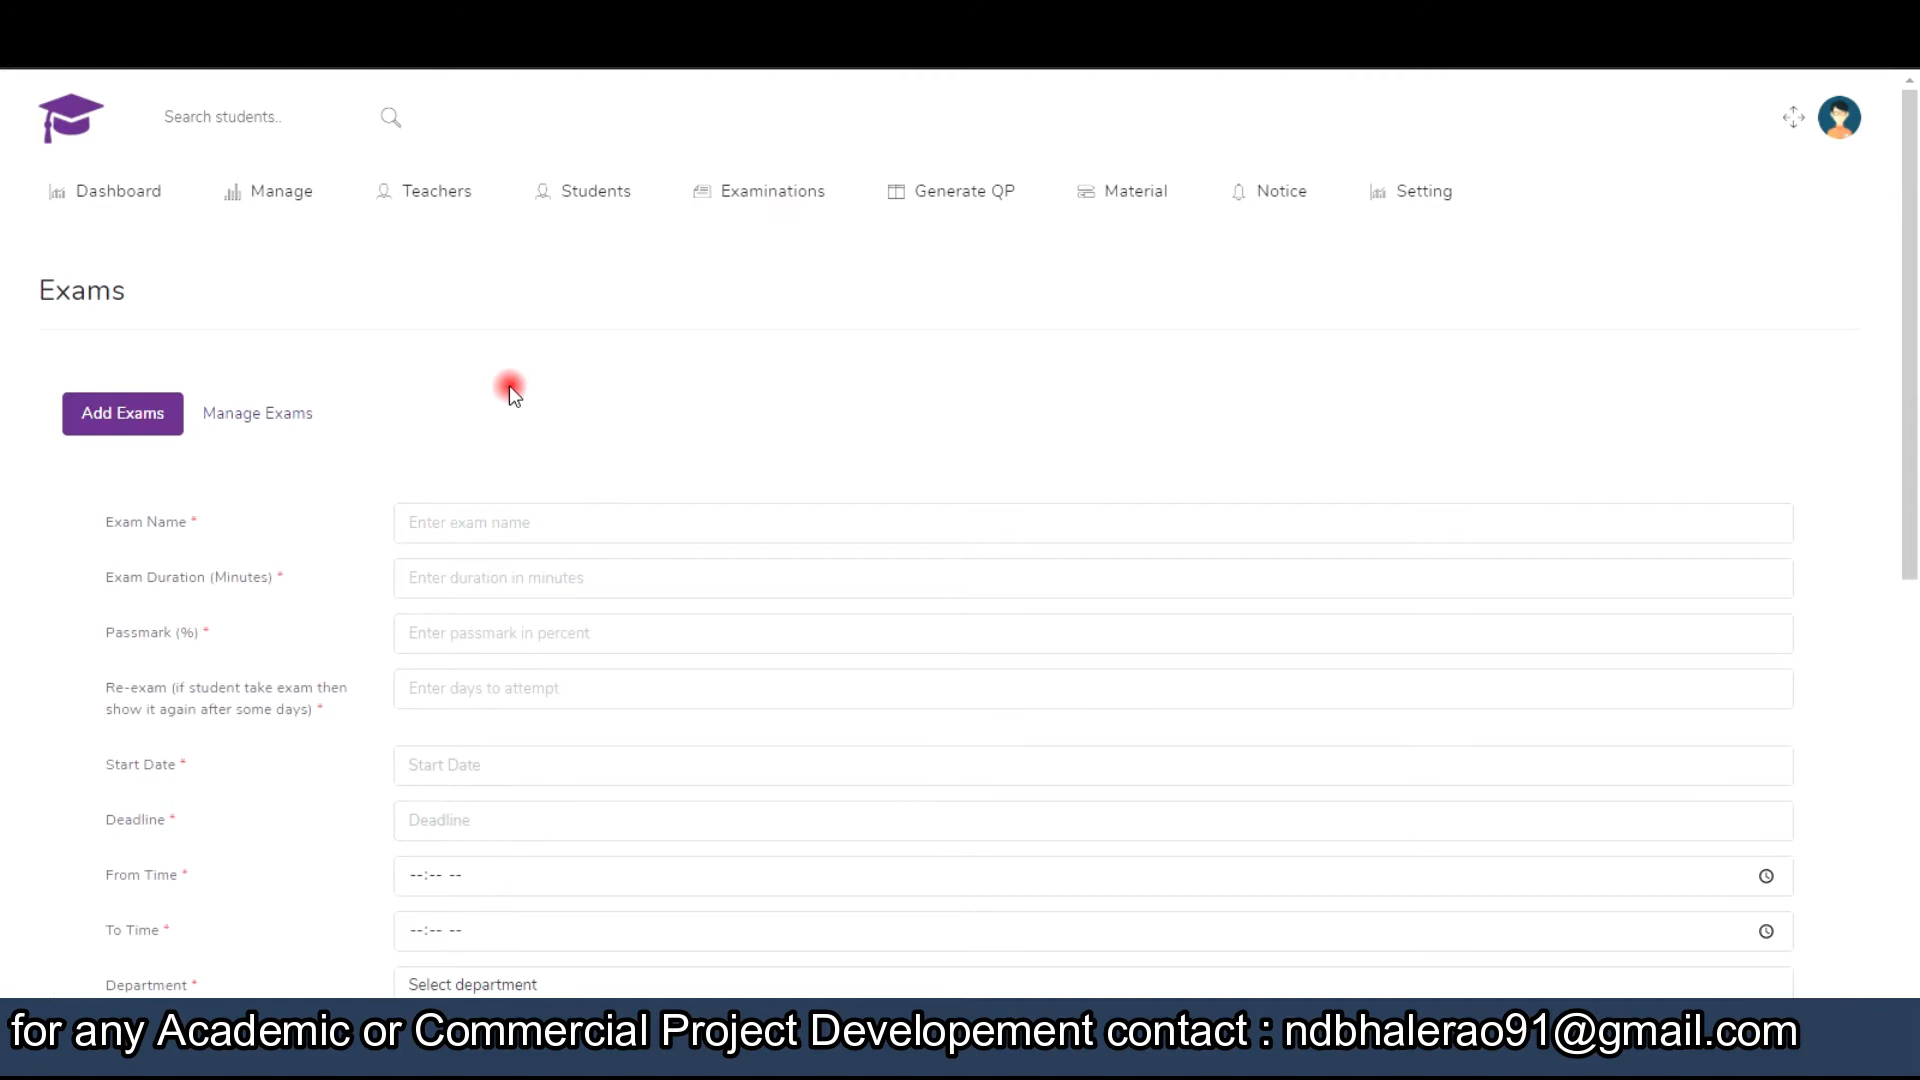 Search students..
Dashboard Manage Teachers Students Examinations Generate QP Material Notice Setting
Exams
Add Exams Manage Exams
Exam Name * Enter exam name
Exam Duration (Minutes) * Enter duration in minutes
Passmark (%) * Enter passmark in percent
Re-exam (if student take exam then Enter days to attempt
show it again after some days) *
Start Date * Start Date
Deadline * Deadline
From Time * --:-- --
To Time * --:-- --
Department * Select department
for any Academic or Commercial Project Developement contact : ndbhalerao91@gmail.com